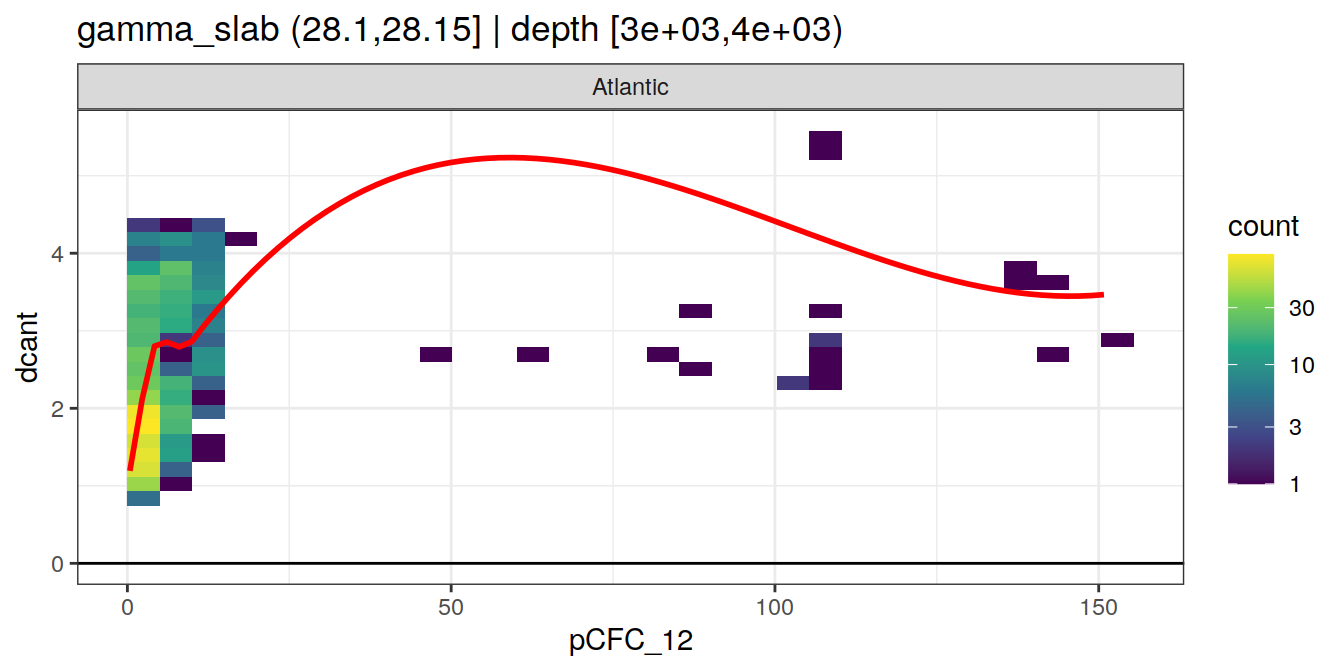 gamma_slab (28.1,28.15] | depth [3e+03,4e+03)
Atlantic
dcant
4
2
0
0
50
100
150
pCFC_12
count
30
10
3
1